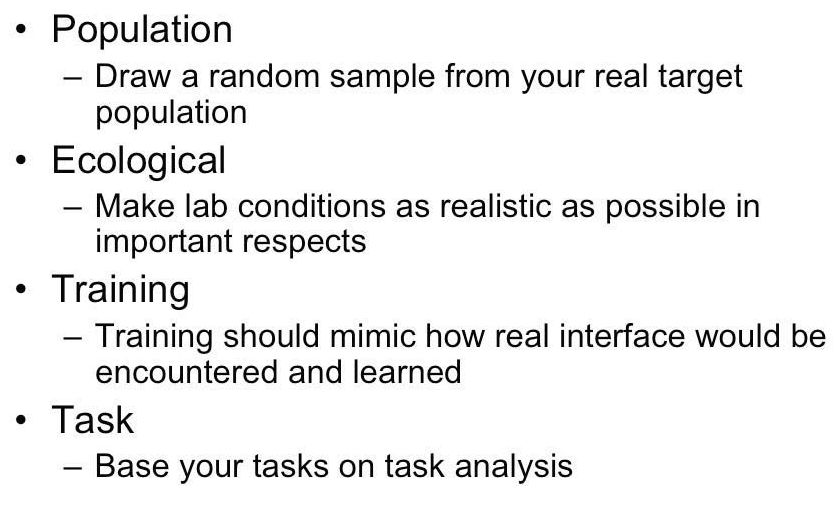 • Population
– Draw a random sample from your real target
population
• Ecological
– Make lab conditions as realistic as possible in
important respects
• Training
– Training should mimic how real interface would be
encountered and learned
• Task
– Base your tasks on task analysis